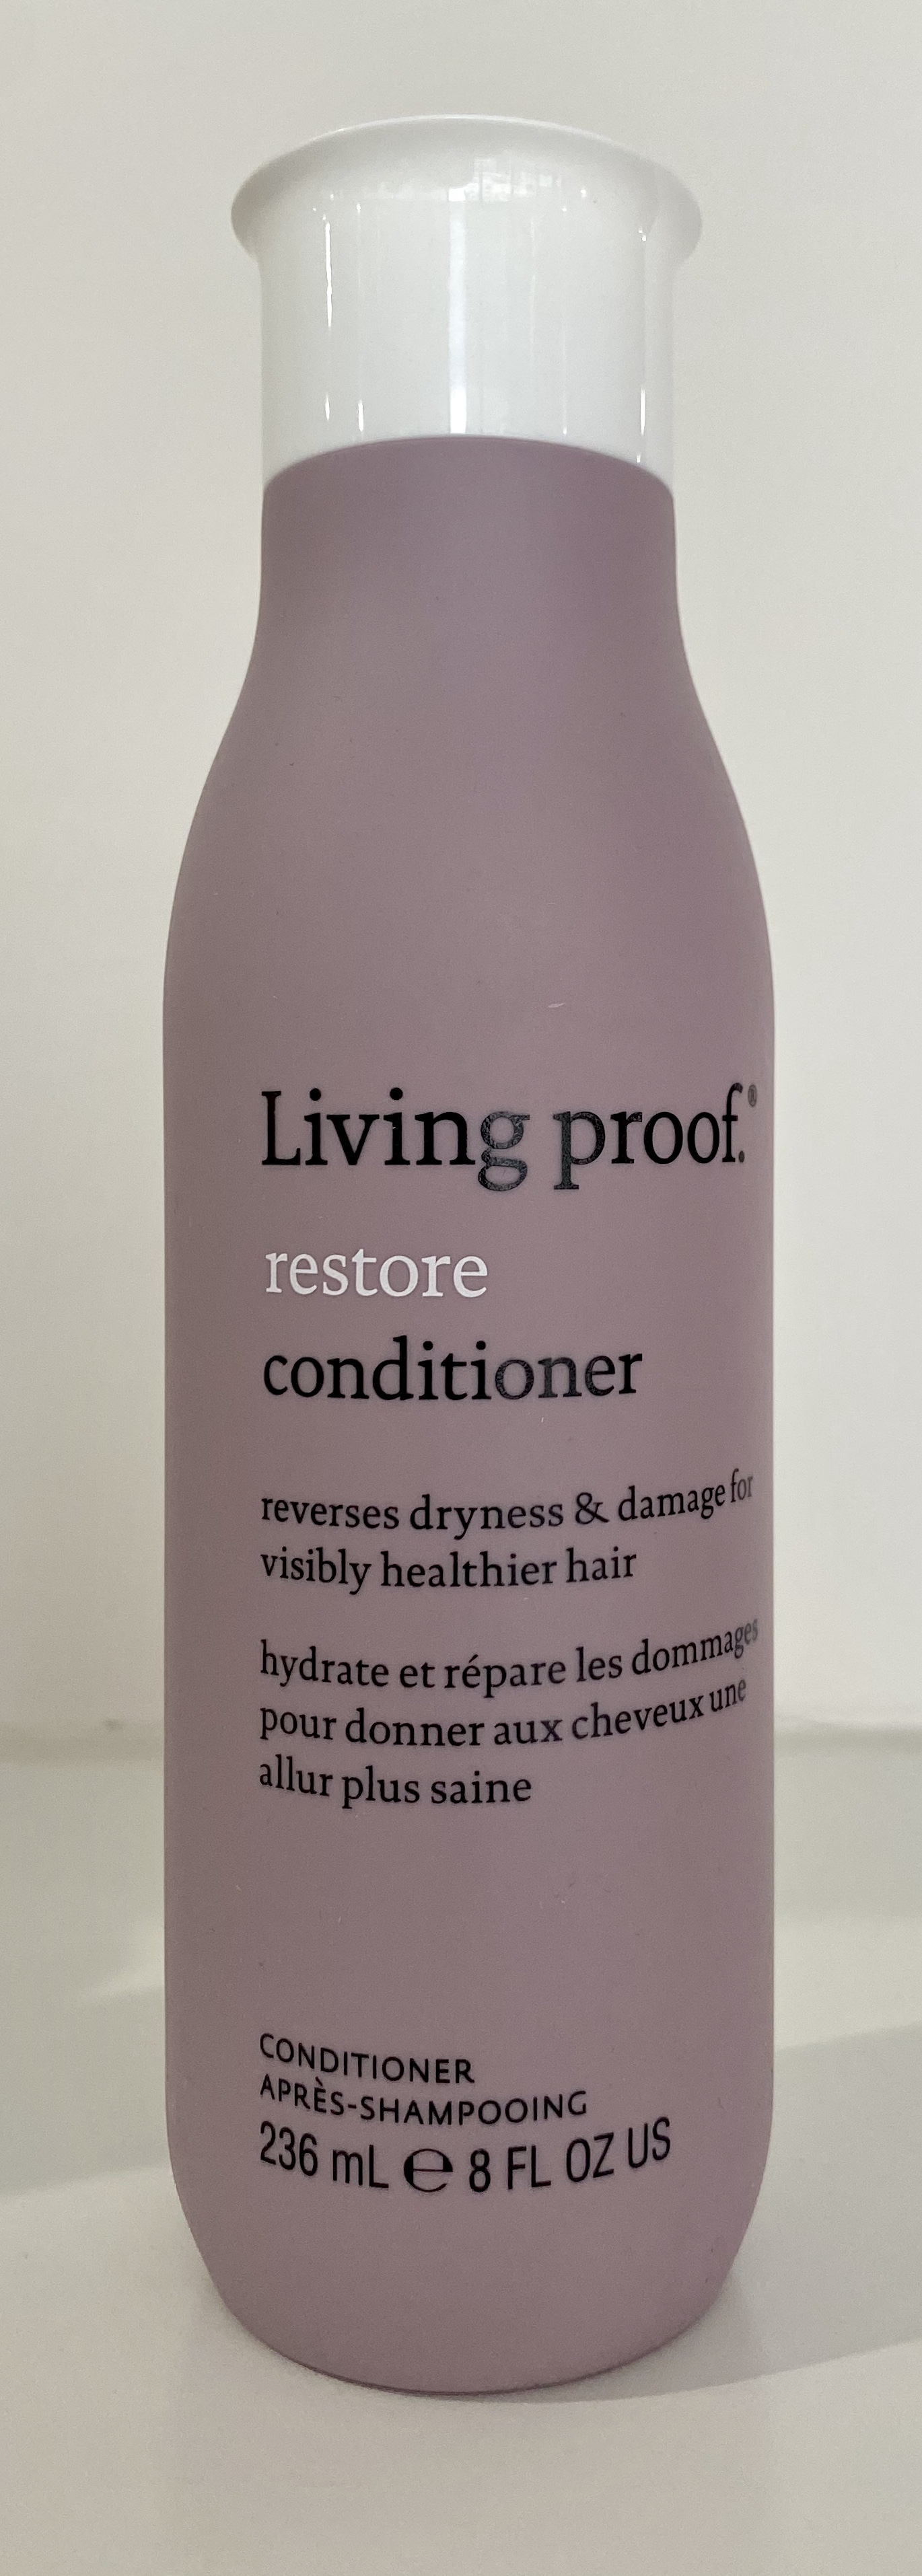 Living proof.®
restore
conditioner
reverses dryness & damage for
visibly healthier hair
hydrate et répare les dommages
pour donner aux cheveux une
allur plus saine
CONDITIONER
APRÈS-SHAMPOOING
236 mL ℮ 8 FL OZ US